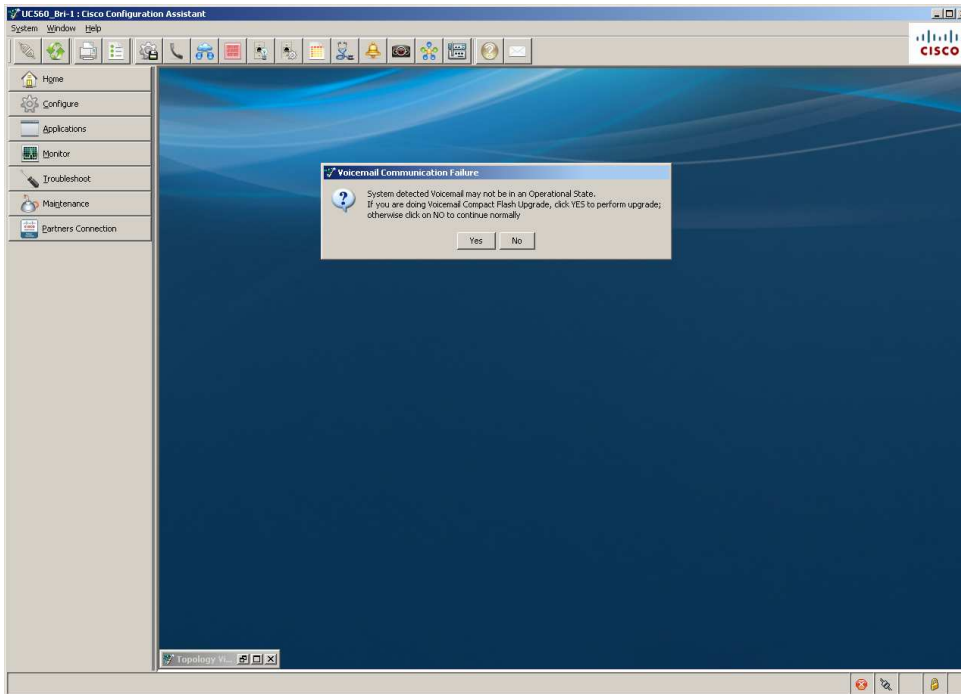 UC560_Bri-1 : Cisco Configuration Assistant
System Window Help
CISCO
Home
Configure
Applications
Monitor
Troubleshoot
Maintenance
Partners Connection
Voicemail Communication Failure
System detected Voicemail may not be in an Operational State.
If you are doing Voicemail Compact Flash Upgrade, click YES to perform upgrade;
otherwise click on NO to continue normally
Yes No
Topology Vi...